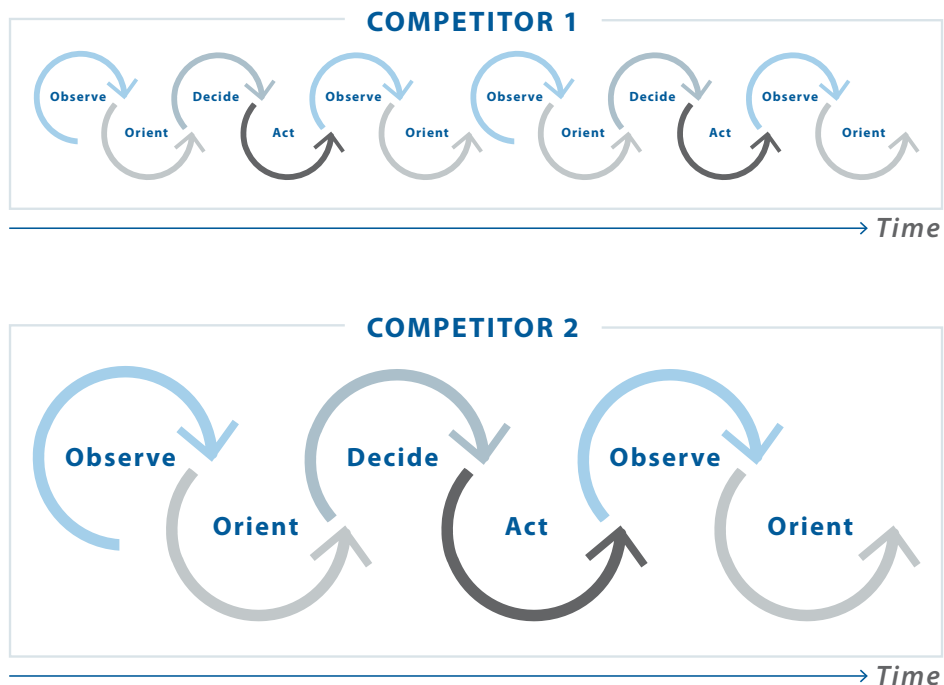 COMPETITOR 1
Observe Decide Observe Observe Decide Observe
Orient Act Orient Orient Act Orient
Time
COMPETITOR 2
Observe Decide Observe
Orient Act Orient
Time